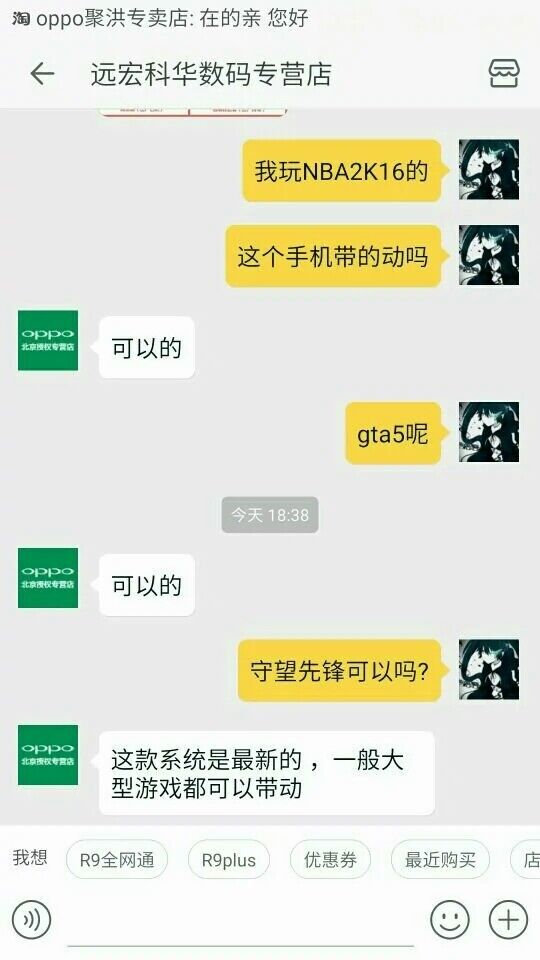 淘 oppo聚洪专卖店: 在的亲 您好
远宏科华数码专营店
我玩NBA2K16的
这个手机带的动吗
oppo
北京授权专营店
可以的
gta5呢
今天 18:38
oppo
北京授权专营店
可以的
守望先锋可以吗?
oppo
北京授权专营店
这款系统是最新的 ，一般大
型游戏都可以带动
我想
R9全网通
R9plus
优惠券
最近购买
店